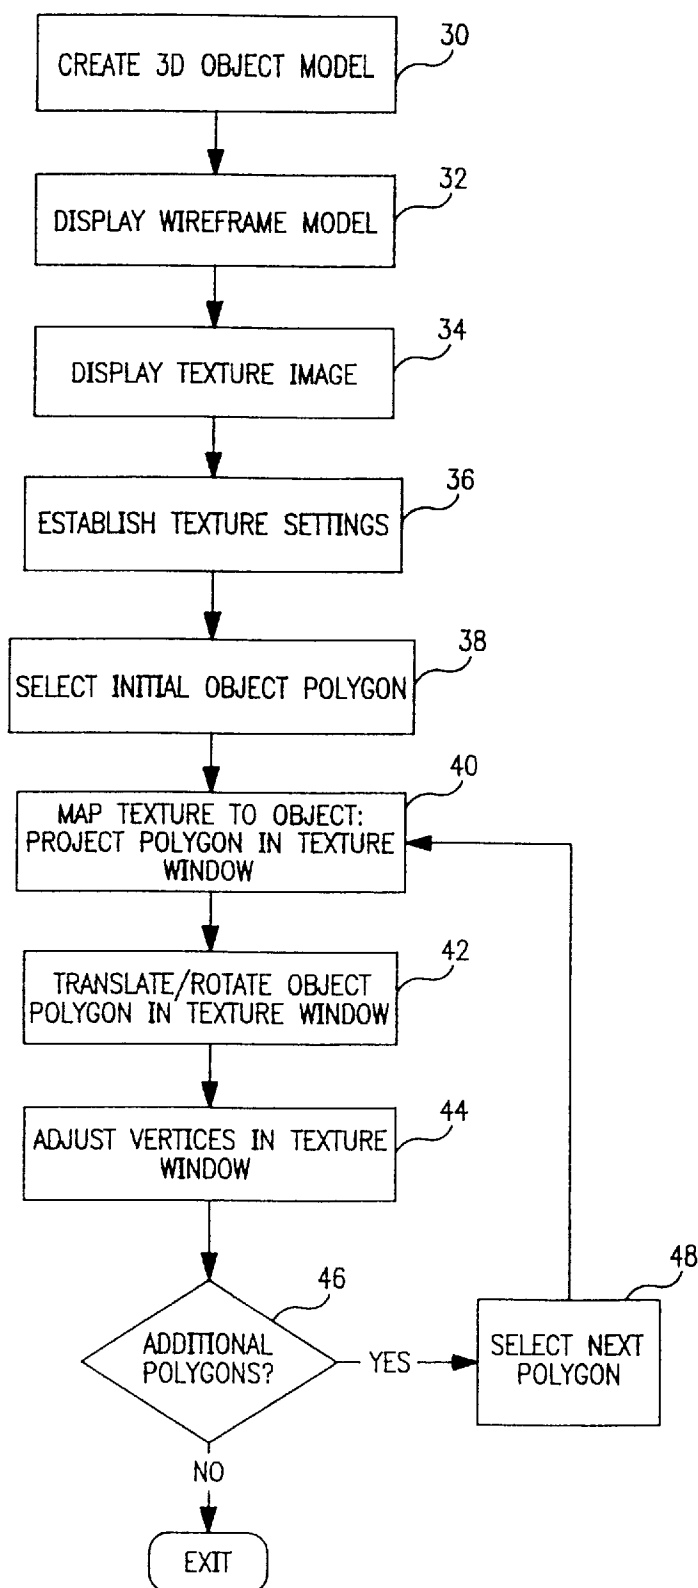 30
CREATE 3D OBJECT MODEL
32
DISPLAY WIREFRAME MODEL
34
DISPLAY TEXTURE IMAGE
36
ESTABLISH TEXTURE SETTINGS
38
SELECT INITIAL OBJECT POLYGON
40
MAP TEXTURE TO OBJECT:
PROJECT POLYGON IN TEXTURE
WINDOW
42
TRANSLATE/ROTATE OBJECT
POLYGON IN TEXTURE WINDOW
44
ADJUST VERTICES IN TEXTURE
WINDOW
46
ADDITIONAL
POLYGONS?
YES
48
SELECT NEXT
POLYGON
NO
EXIT